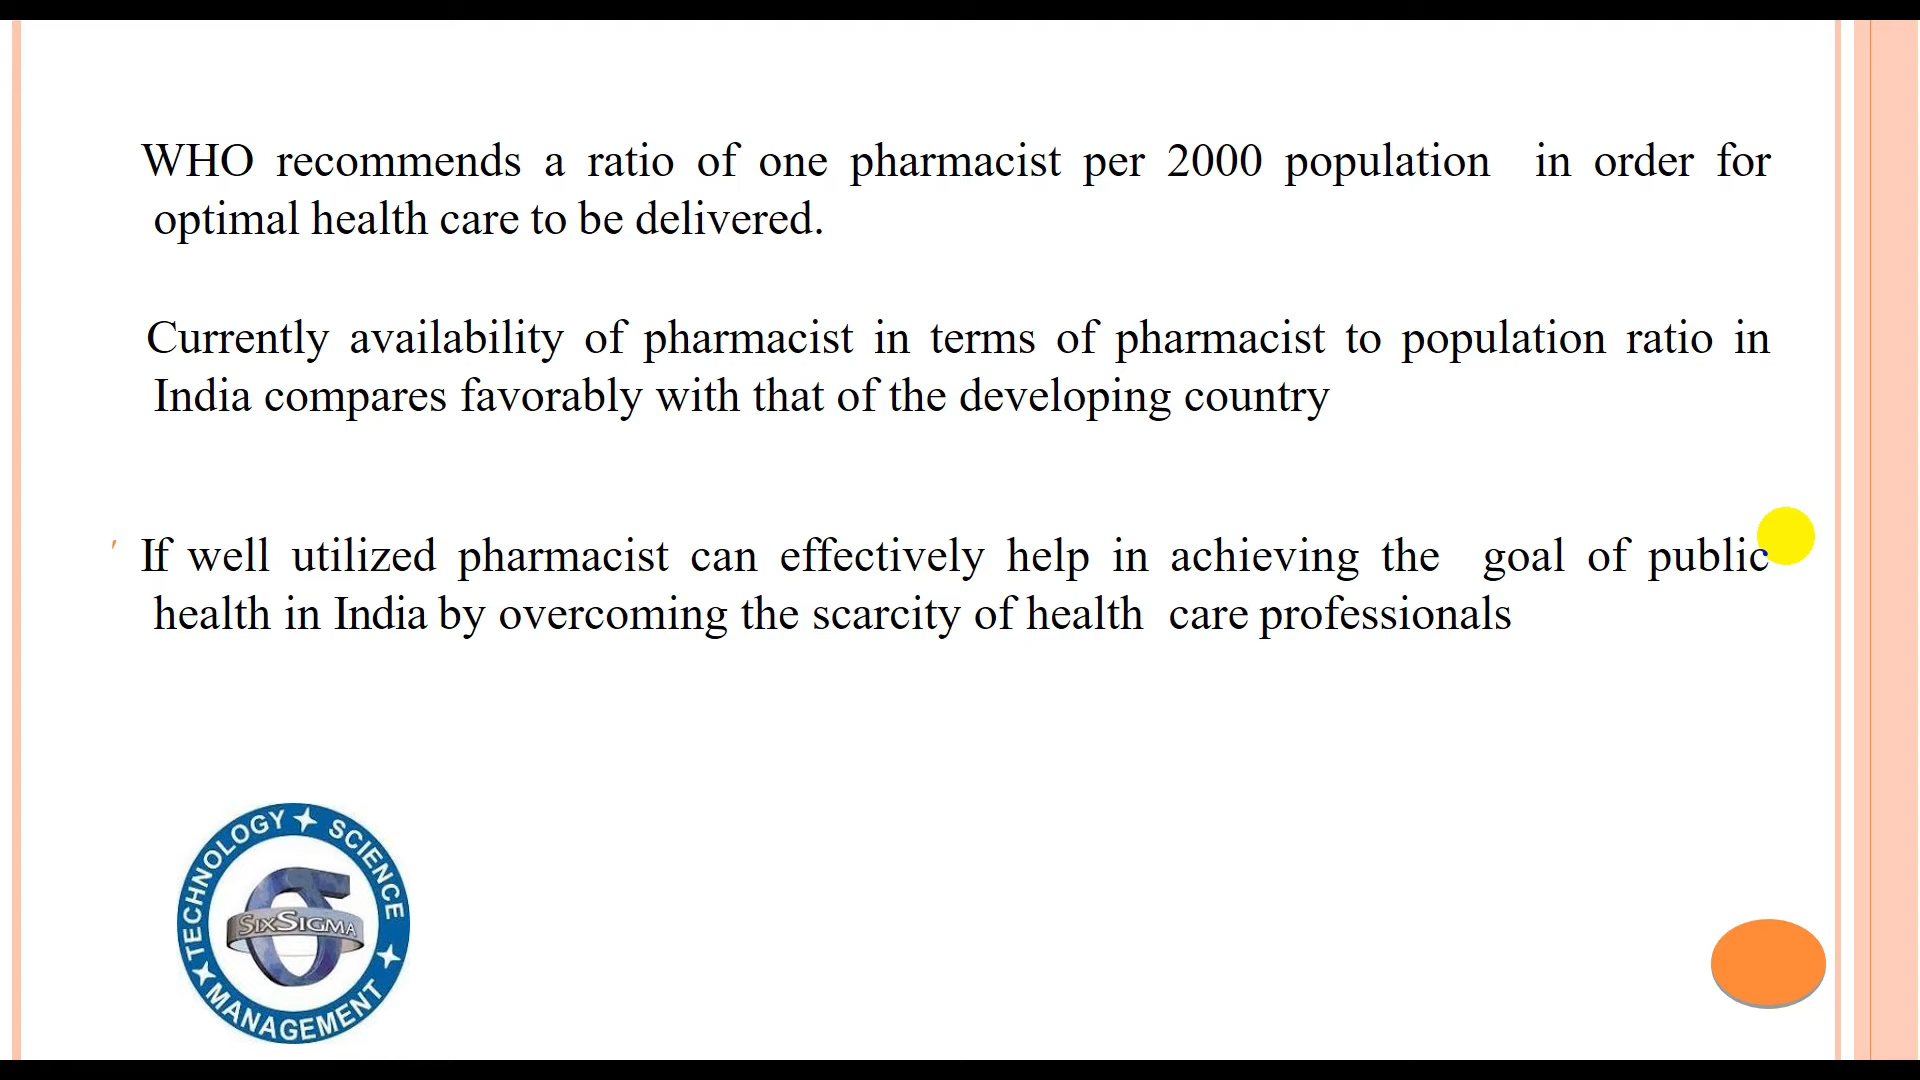 WHO recommends a ratio of one pharmacist per 2000 population in order for
optimal health care to be delivered.
Currently availability of pharmacist in terms of pharmacist to population ratio in
India compares favorably with that of the developing country
If well utilized pharmacist can effectively help in achieving the goal of public
health in India by overcoming the scarcity of health care professionals
TECHNOLOGY SCIENCE
SIXSIGMA
MANAGEMENT